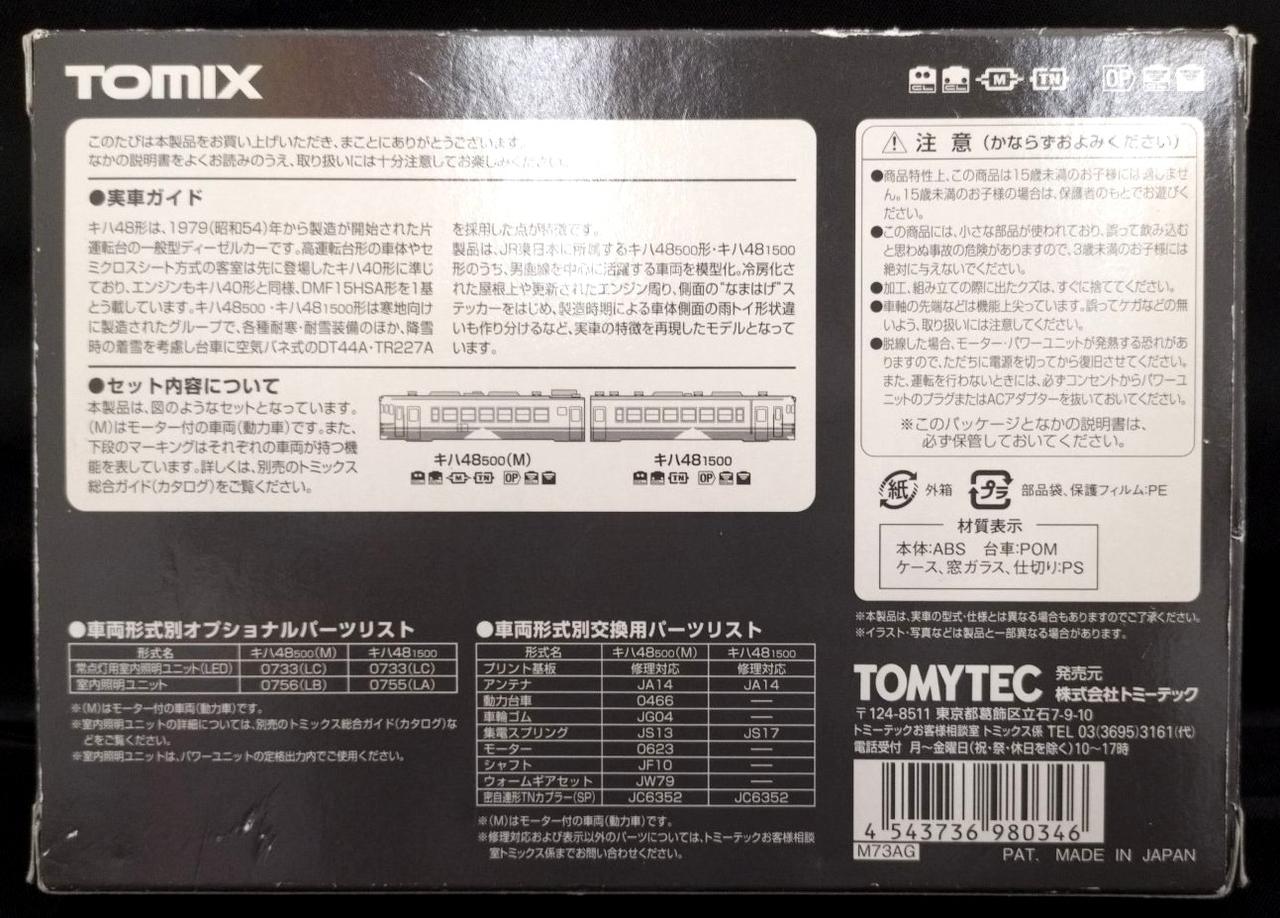 TOMIX
CL CL M TN OP
このたびは本製品をお買い上げいただき、まことにありがとうございます。
なかの説明書をよくお読みのうえ、取り扱いには十分注意してお楽しみください。
●実車ガイド
キハ48形は、1979(昭和54)年から製造が開始された片
運転台の一般型ディーゼルカーです。高運転台形の車体やセ
ミクロスシート方式の客室は先に登場したキハ40形に準じ
ており、エンジンもキハ40形と同様、DMF15HSA形を1基
とう載しています。キハ48500・キハ481500形は寒地向け
に製造されたグループで、各種耐寒・耐雪装備のほか、降雪
時の着雪を考慮し台車に空気バネ式のDT44A・TR227A
を採用した点が特徴です。
製品は、JR東日本に所属するキハ48500形・キハ481500
形のうち、男鹿線を中心に活躍する車両を模型化。冷房化さ
れた屋根上や更新されたエンジン周り、側面の"なまはげ"ス
テッカーをはじめ、製造時期による車体側面の雨トイ形状違
いも作り分けるなど、実車の特徴を再現したモデルとなって
います。
●セット内容について
本製品は、図のようなセットとなっています。
(M)はモーター付の車両(動力車)です。また、
下段のマーキングはそれぞれの車両が持つ機
能を表しています。詳しくは、別売のトミックス
総合ガイド(カタログ)をご覧ください。
キハ48500(M) キハ481500
M TN OP TN OP
●車両形式別オプショナルパーツリスト
形式名 キハ48500(M) キハ481500
常点灯用室内照明ユニット(LED) 0733(LC) 0733(LC)
室内照明ユニット 0756(LB) 0755(LA)
※(M)はモーター付の車両(動力車)です。
※室内照明ユニットの詳細については、別売のトミックス総合ガイド(カタログ)な
どをご覧ください。
※室内照明ユニットは、パワーユニットの定格出力内でご使用ください。
●車両形式別交換用パーツリスト
形式名 キハ48500(M) キハ481500
プリント基板 修理対応 修理対応
アンテナ JA14 JA14
動力台車 0466 ―
車輪ゴム JG04 ―
集電スプリング JS13 JS17
モーター 0623 ―
シャフト JF10 ―
ウォームギアセット JW79 ―
密自連形TNカプラー(SP) JC6352 JC6352
※(M)はモーター付の車両(動力車)です。
※修理対応および表示以外のパーツについては、トミーテックお客様相談
室トミックス係までお問い合わせください。
注 意 (かならずおよみください)
●商品特性上、この商品は15歳未満のお子様には適しませ
ん。15歳未満のお子様の場合は、保護者のもとでお遊びく
ださい。
●この商品には、小さな部品が使われており、誤って飲み込む
と思わぬ事故の危険がありますので、3歳未満のお子様には
絶対に与えないでください。
●加工、組み立ての際に出たクズは、すぐに捨ててください。
●車軸の先端などは機能上尖っています。誤ってケガなどの無
いよう、取り扱いには注意してください。
●脱線した場合、モーター・パワーユニットが発熱する恐れがあ
りますので、ただちに電源を切ってから復旧させてください。
また、運転を行わないときには、必ずコンセントからパワーユ
ニットのプラグまたはACアダプターを抜いておいてください。
※このパッケージとなかの説明書は、
必ず保管しておいてください。
紙 外箱 プラ 部品袋、保護フィルム:PE
材質表示
本体:ABS 台車:POM
ケース、窓ガラス、仕切り:PS
※本製品は、実車の型式・仕様とは異なる場合もありますのでご了承ください。
※イラスト・写真などは製品と一部異なる場合があります。
TOMYTEC 発売元
株式会社トミーテック
〒124-8511 東京都葛飾区立石7-9-10
トミーテックお客様相談室 トミックス係 TEL 03(3695)3161(代)
電話受付 月〜金曜日(祝・祭・休日を除く)10〜17時
4 543736 980346
M73AG
PAT. MADE IN JAPAN